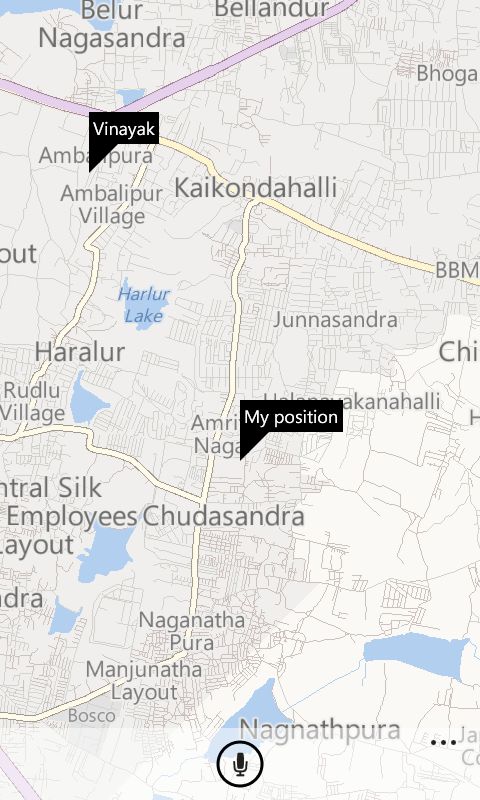 Belur
Nagasandra
Bellandur
Bhoga
Vinayak
Ambalipura
Ambalipur
Village
Kaikondahalli
out
BBM
Harlur
Lake
Junnasandra
Haralur
Chi
Rudlu
Village
My position
Amri
Naga
ntral Silk
Employees
Layout
Chudasandra
ndra
Naganatha
Pura
Manjunatha
Layout
Bosco
Nagnathpura
...